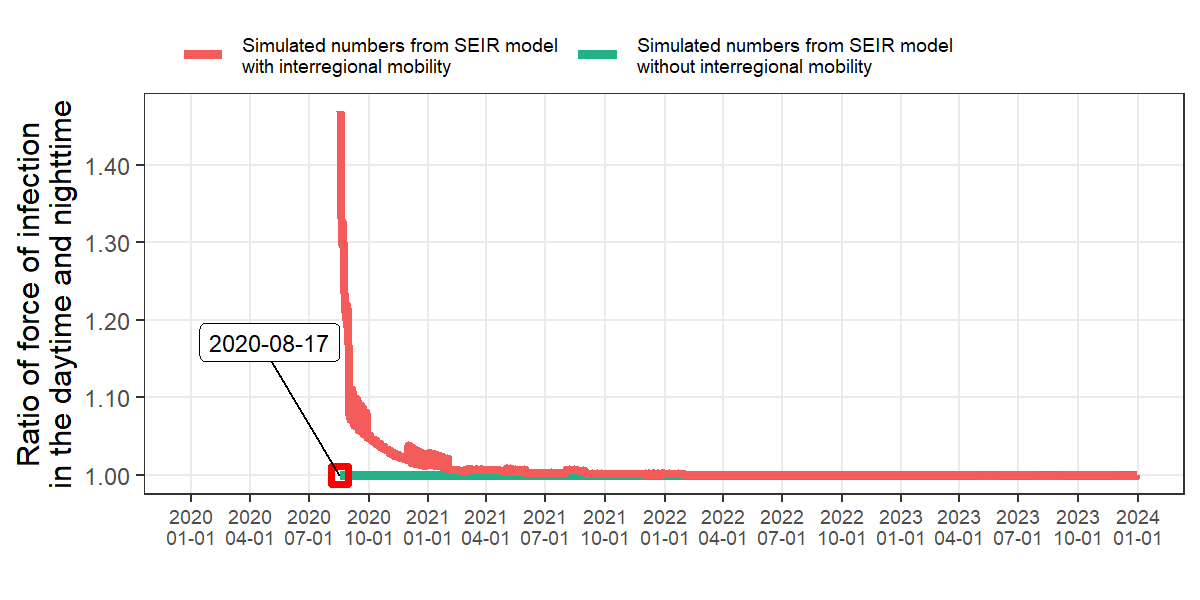 Simulated numbers from SEIR model
with interregional mobility
Simulated numbers from SEIR model
without interregional mobility
Ratio of force of infection
in the daytime and nighttime
1.40
1.30
1.20
1.10
1.00
2020-08-17
2020 2020 2020 2020 2021 2021 2021 2021 2022 2022 2022 2022 2023 2023 2023 2023 2024
01-01 04-01 07-01 10-01 01-01 04-01 07-01 10-01 01-01 04-01 07-01 10-01 01-01 04-01 07-01 10-01 01-01